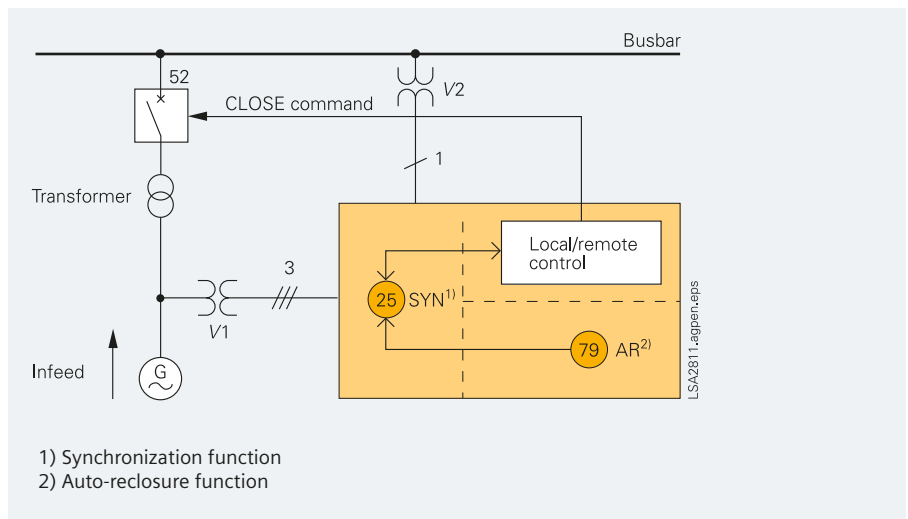 Busbar
52
V2
CLOSE command
1
Transformer
Local/remote
control
3
25 SYN1)
V1
79 AR2)
Infeed
G
LSA2811.agpen.eps
1) Synchronization function
2) Auto-reclosure function